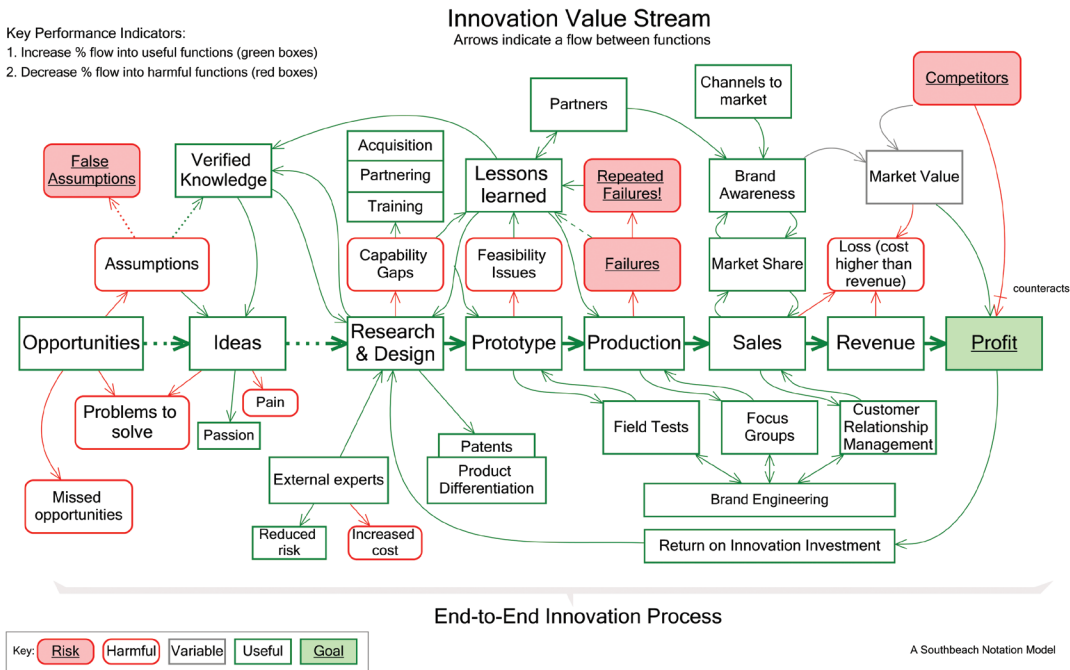 Innovation Value Stream
Arrows indicate a flow between functions
Key Performance Indicators:
1. Increase % flow into useful functions (green boxes)
2. Decrease % flow into harmful functions (red boxes)
Competitors
Channels to
market
Partners
False
Assumptions
Verified
Knowledge
Acquisition
Partnering
Training
Lessons
learned
Repeated
Failures!
Brand
Awareness
Market Value
Assumptions
Capability
Gaps
Feasibility
Issues
Failures
Market Share
Loss (cost
higher than
revenue)
counteracts
Opportunities
Ideas
Research
& Design
Prototype
Production
Sales
Revenue
Profit
Problems to
solve
Pain
Passion
Field Tests
Focus
Groups
Customer
Relationship
Management
Patents
Product
Differentiation
External experts
Missed
opportunities
Brand Engineering
Reduced
risk
Increased
cost
Return on Innovation Investment
End-to-End Innovation Process
Key:
Risk
Harmful
Variable
Useful
Goal
A Southbeach Notation Model